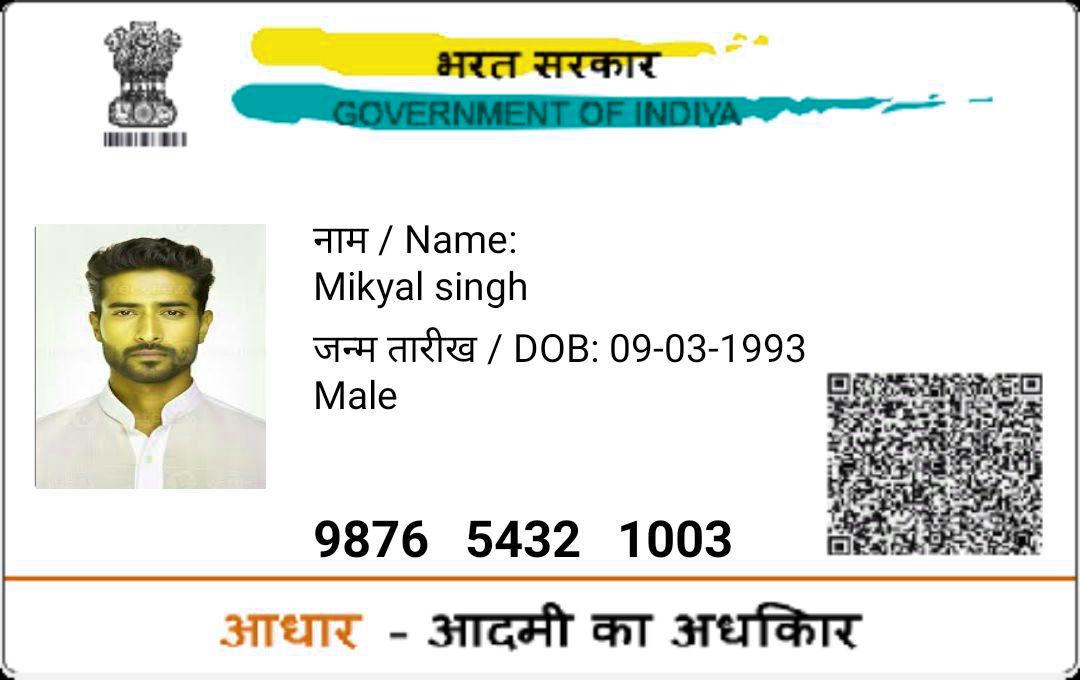 भरत सरकार
GOVERNMENT OF INDIYA
नाम / Name:
Mikyal singh
जन्म तारीख / DOB: 09-03-1993
Male
9876 5432 1003
आधार - आदमी का अधकिार